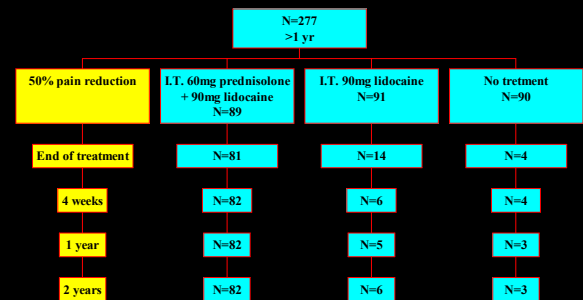 N=277
>1 yr
50% pain reduction
I.T. 60mg prednisolone
+ 90mg lidocaine
N=89
I.T. 90mg lidocaine
N=91
No tretment
N=90
End of treatment
N=81
N=14
N=4
4 weeks
N=82
N=6
N=4
1 year
N=82
N=5
N=3
2 years
N=82
N=6
N=3